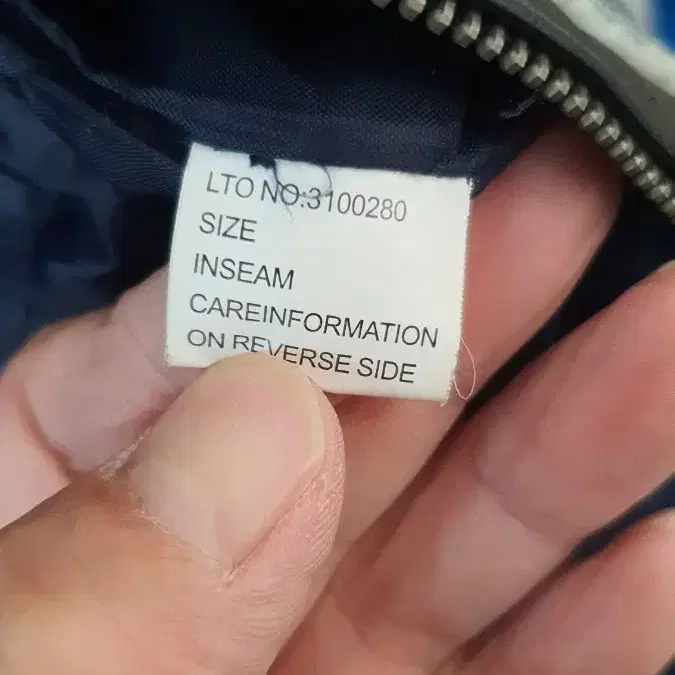 LTO NO:3100280
SIZE
INSEAM
CAREINFORMATION
ON REVERSE SIDE